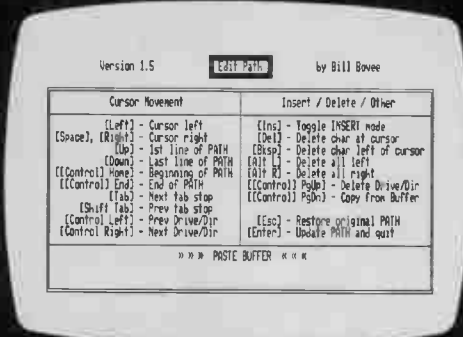 Version 1.5 Edit Path by Bill Bovee
Cursor Movement
[Left] - Cursor left
[Space], [Right] - Cursor right
[Up] - 1st line of PATH
[Down] - Last line of PATH
[[Control] Home] - Beginning of PATH
[[Control] End] - End of PATH
[Tab] - Next tab stop
[Shift Tab] - Prev tab stop
[Control Left] - Prev Drive/Dir
[Control Right] - Next Drive/Dir
Insert / Delete / Other
[Ins] - Toggle INSERT mode
[Del] - Delete char at cursor
[Bksp] - Delete char left of cursor
[Alt L] - Delete all left
[Alt R] - Delete all right
[[Control] PgUp] - Delete Drive/Dir
[[Control] PgDn] - Copy from Buffer
[Esc] - Restore original PATH
[Enter] - Update PATH and quit
» » » PASTE BUFFER « « «